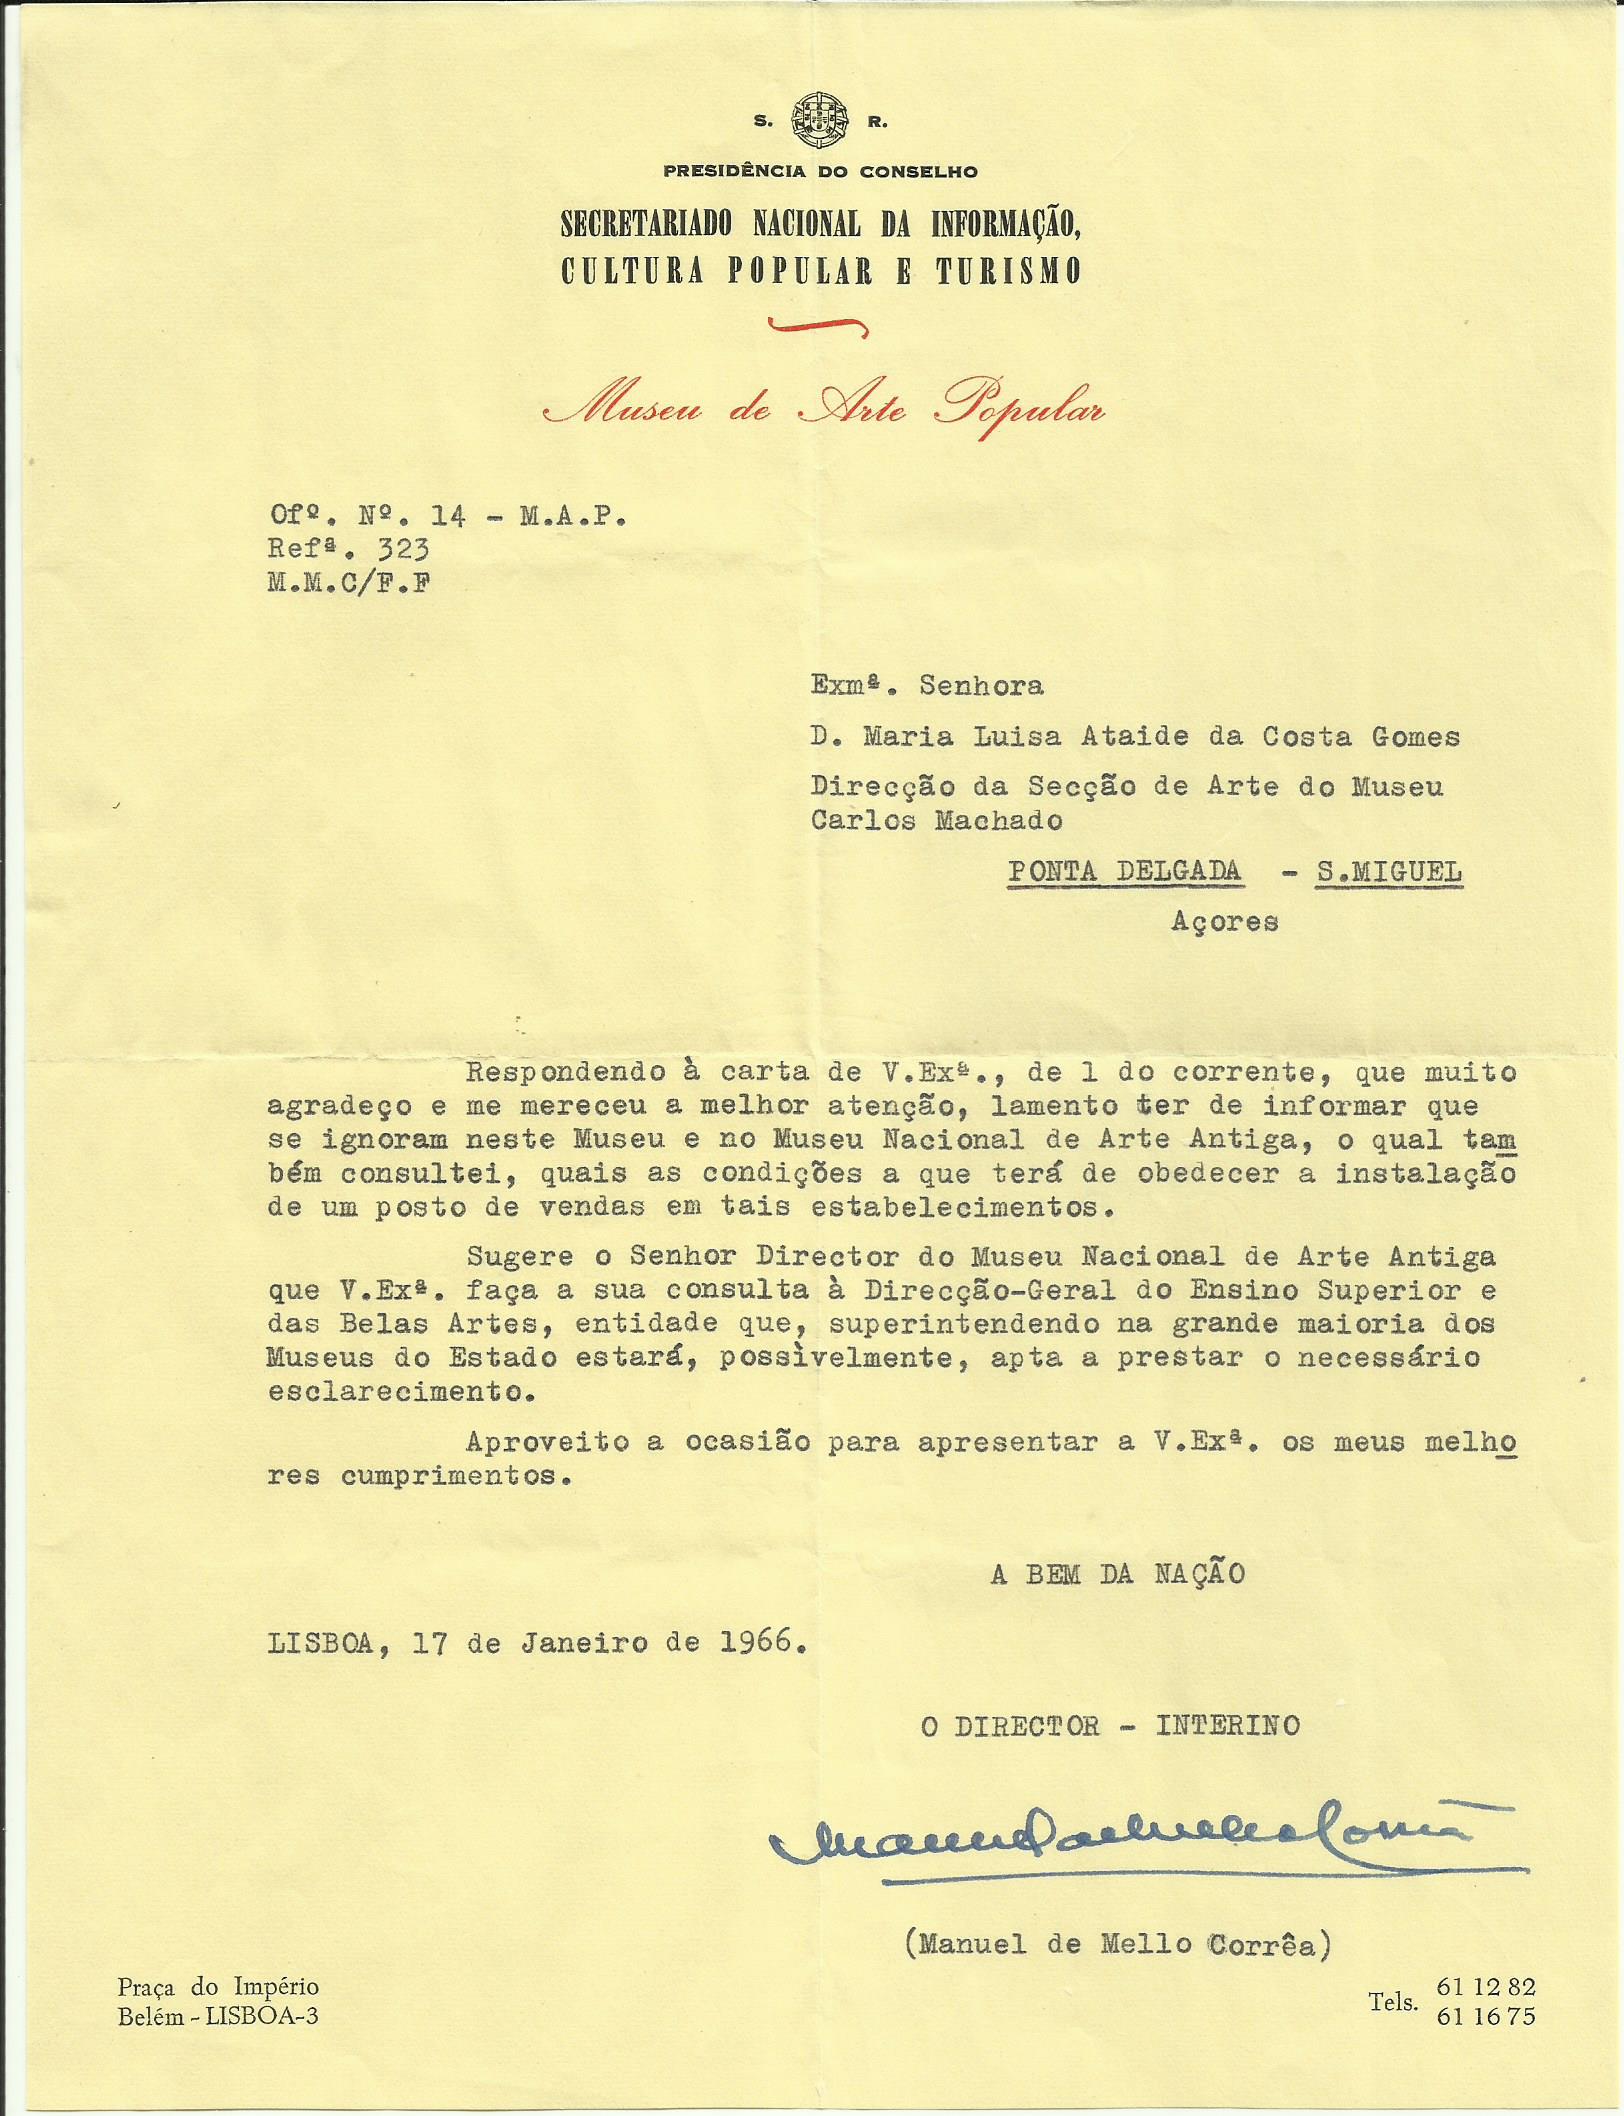 S. R.
PRESIDÊNCIA DO CONSELHO
SECRETARIADO NACIONAL DA INFORMAÇÃO,
CULTURA POPULAR E TURISMO
Museu de Arte Popular
Ofº. Nº. 14 - M.A.P.
Refª. 323
M.M.C/F.F
Exmª. Senhora
D. Maria Luisa Ataide da Costa Gomes
Direcção da Secção de Arte do Museu
Carlos Machado
PONTA DELGADA - S.MIGUEL
Açores
Respondendo à carta de V.Exª., de 1 do corrente, que muito
agradeço e me mereceu a melhor atenção, lamento ter de informar que
se ignoram neste Museu e no Museu Nacional de Arte Antiga, o qual tam
bém consultei, quais as condições a que terá de obedecer a instalação
de um posto de vendas em tais estabelecimentos.
Sugere o Senhor Director do Museu Nacional de Arte Antiga
que V.Exª. faça a sua consulta à Direcção-Geral do Ensino Superior e
das Belas Artes, entidade que, superintendendo na grande maioria dos
Museus do Estado estará, possìvelmente, apta a prestar o necessário
esclarecimento.
Aproveito a ocasião para apresentar a V.Exª. os meus melho
res cumprimentos.
A BEM DA NAÇÃO
LISBOA, 17 de Janeiro de 1966.
O DIRECTOR - INTERINO
Manuel de Mello Corrêa
(Manuel de Mello Corrêa)
Praça do Império
Belém - LISBOA-3
Tels. 61 12 82
61 16 75